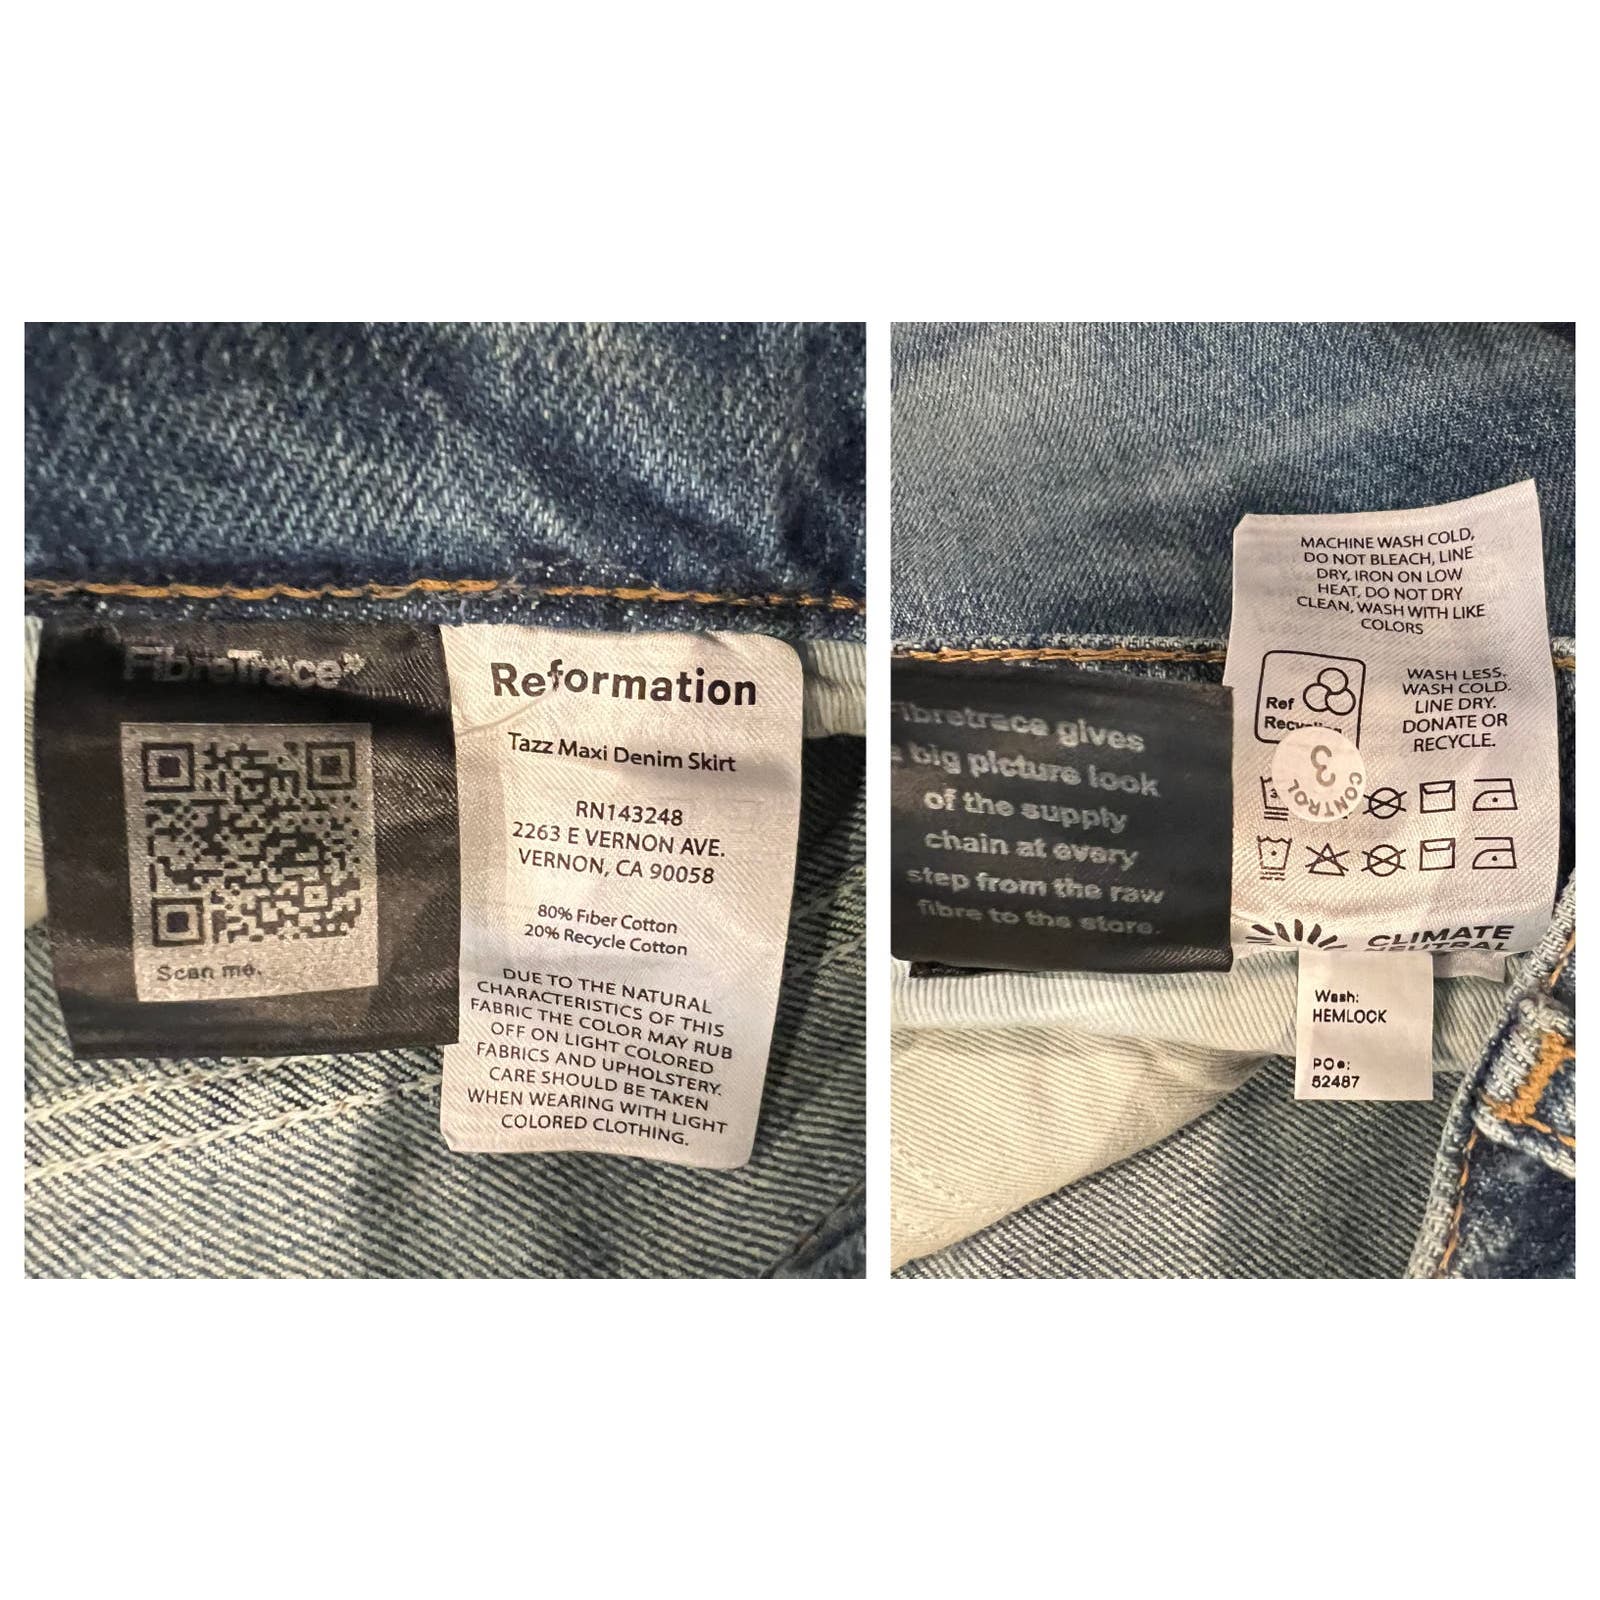 FibreTrace
Scan me.
Reformation
Tazz Maxi Denim Skirt
RN143248
2263 E VERNON AVE.
VERNON, CA 90058
80% Fiber Cotton
20% Recycle Cotton
DUE TO THE NATURAL
CHARACTERISTICS OF THIS
FABRIC THE COLOR MAY RUB
OFF ON LIGHT COLORED
FABRICS AND UPHOLSTERY.
CARE SHOULD BE TAKEN
WHEN WEARING WITH LIGHT
COLORED CLOTHING.
gives
big picture look
of the supply
chain at every
step from the raw
fibre to the store.
MACHINE WASH COLD,
DO NOT BLEACH, LINE
DRY, IRON ON LOW
HEAT, DO NOT DRY
CLEAN, WASH WITH LIKE
COLORS
Ref
WASH LESS.
WASH COLD.
LINE DRY.
DONATE OR
RECYCLE.
3
CONTROL
CLIMATE
NEUTRAL
Wash:
HEMLOCK
PO#:
52487